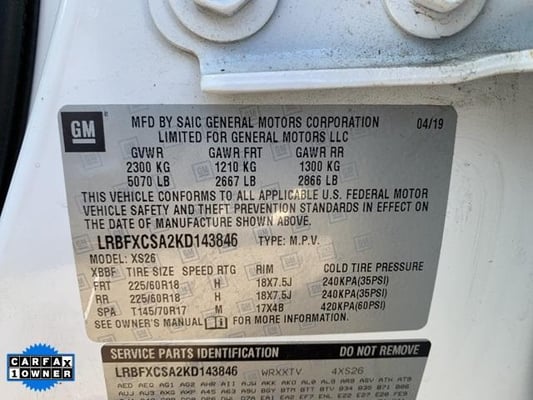 GM
MFD BY SAIC GENERAL MOTORS CORPORATION 04/19
LIMITED FOR GENERAL MOTORS LLC
GVWR GAWR FRT GAWR RR
2300 KG 1210 KG 1300 KG
5070 LB 2667 LB 2866 LB
THIS VEHICLE CONFORMS TO ALL APPLICABLE U.S. FEDERAL MOTOR
VEHICLE SAFETY AND THEFT PREVENTION STANDARDS IN EFFECT ON
THE DATE OF MANUFACTURE SHOWN ABOVE.
LRBFXCSA2KD143846 TYPE: M.P.V.
MODEL: XS26
XBBF TIRE SIZE SPEED RTG RIM COLD TIRE PRESSURE
FRT 225/60R18 H 18X7.5J 240KPA(35PSI)
RR 225/60R18 H 18X7.5J 240KPA(35PSI)
SPA T145/70R17 M 17X4B 420KPA(60PSI)
SEE OWNER'S MANUAL FOR MORE INFORMATION
SERVICE PARTS IDENTIFICATION DO NOT REMOVE
LRBFXCSA2KD143846 WRXXTV 4XS26
CARFAX
1 OWNER